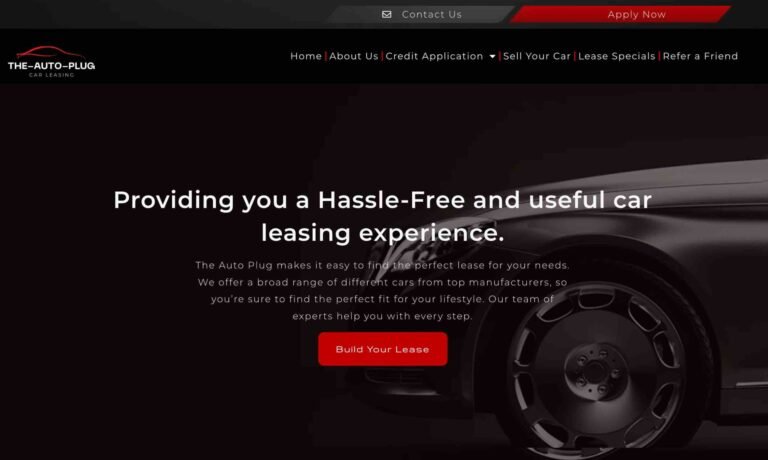 Contact Us
Apply Now
THE-AUTO-PLUG
CAR LEASING
Home | About Us | Credit Application | Sell Your Car | Lease Specials | Refer a Friend
Providing you a Hassle-Free and useful car
leasing experience.
The Auto Plug makes it easy to find the perfect lease for your needs.
We offer a broad range of different cars from top manufacturers, so
you're sure to find the perfect fit for your lifestyle. Our team of
experts help you with every step.
Build Your Lease